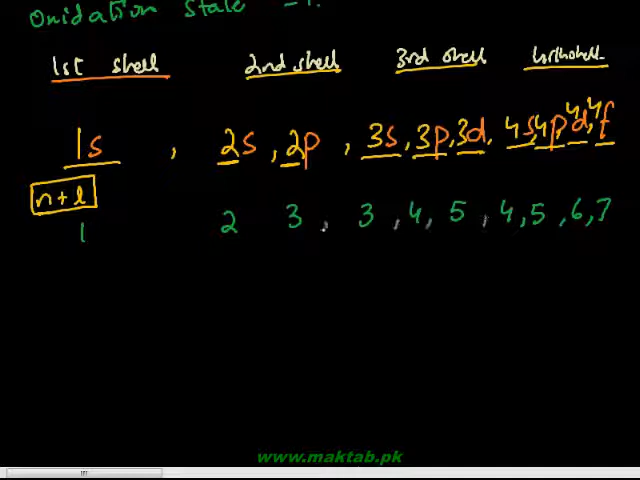 Oxidation State -1.
1st shell 2nd shell 3rd shell 4rthshell
1s , 2s, 2p , 3s, 3p, 3d, 4s, 4p, 4d, 4f
n+l
1 2 3 , 3 , 4, 5 , 4, 5 , 6, 7
www.maktab.pk